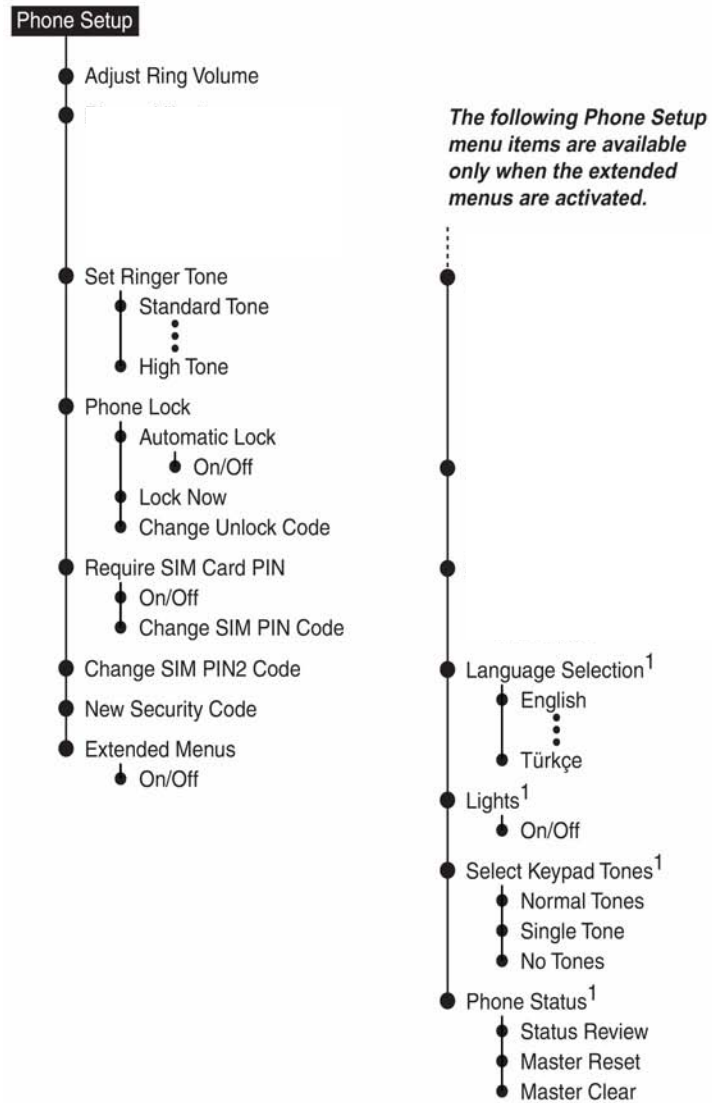 Phone Setup
Adjust Ring Volume
Set Ringer Tone
Standard Tone
High Tone
Phone Lock
Automatic Lock
On/Off
Lock Now
Change Unlock Code
Require SIM Card PIN
On/Off
Change SIM PIN Code
Change SIM PIN2 Code
New Security Code
Extended Menus
On/Off
The following Phone Setup
menu items are available
only when the extended
menus are activated.
Language Selection¹
English
Türkçe
Lights¹
On/Off
Select Keypad Tones¹
Normal Tones
Single Tone
No Tones
Phone Status¹
Status Review
Master Reset
Master Clear